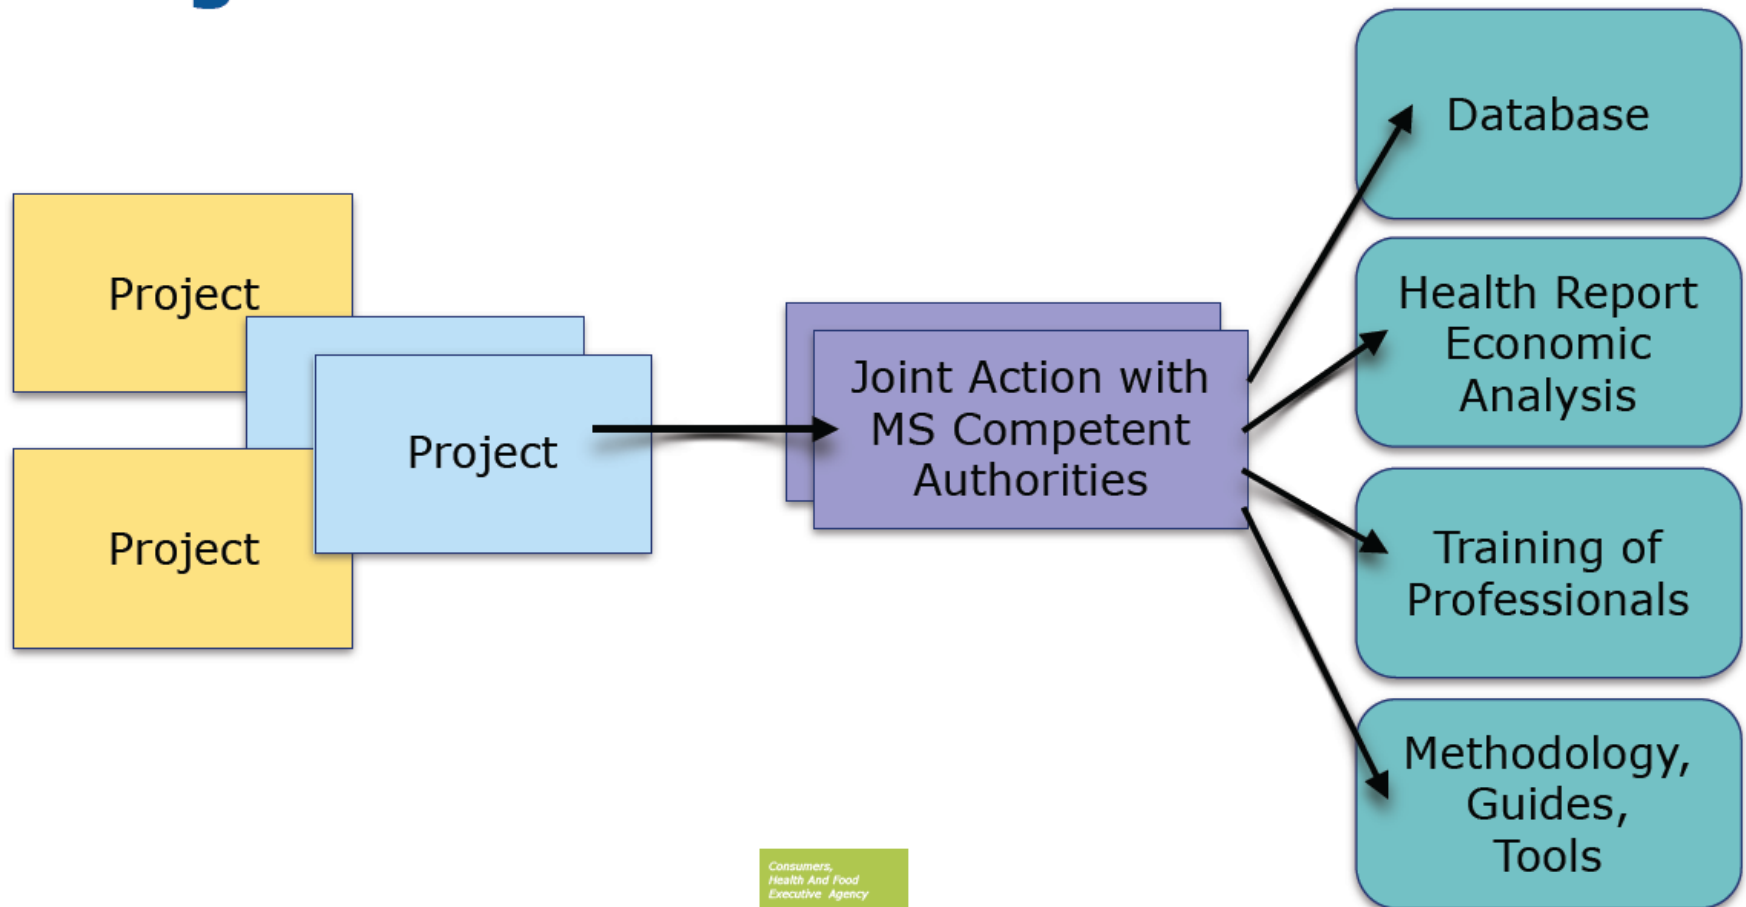 Project
Project
Project
Joint Action with
MS Competent
Authorities
Database
Health Report
Economic
Analysis
Training of
Professionals
Methodology,
Guides,
Tools
Consumers,
Health And Food
Executive Agency